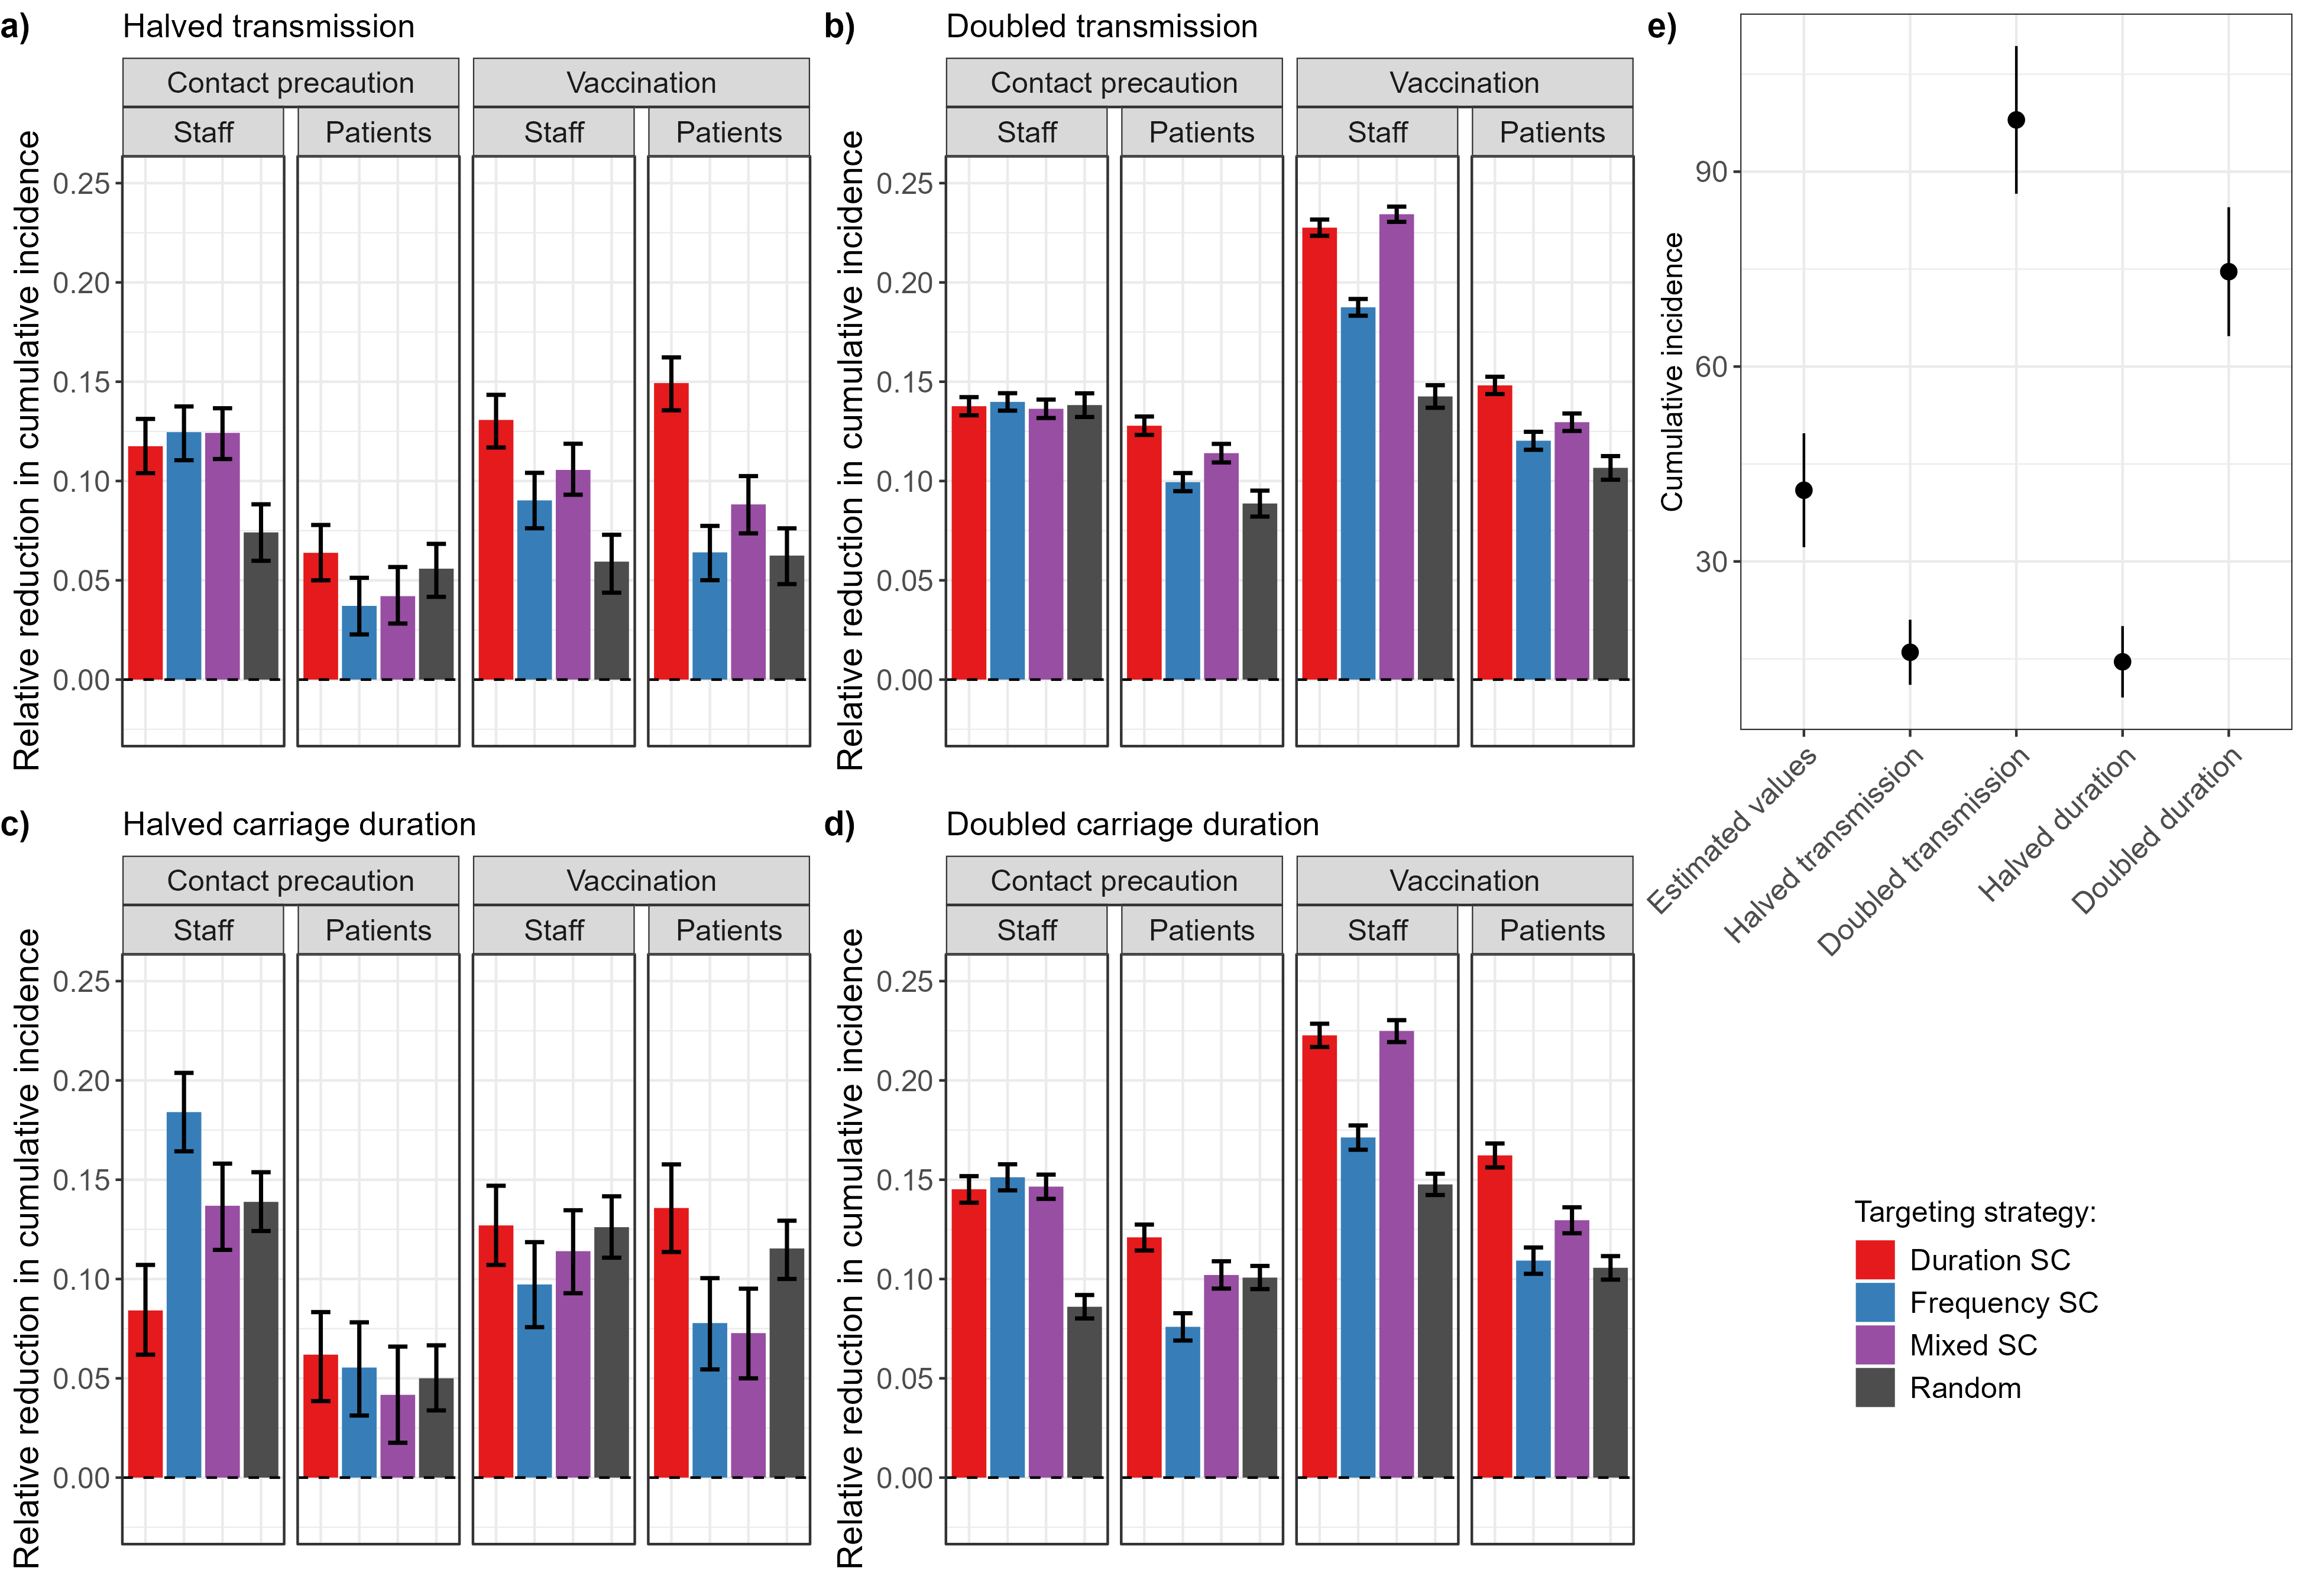 a) Halved transmission
Contact precaution Vaccination
Staff Patients Staff Patients
Relative reduction in cumulative incidence
0.25
0.20
0.15
0.10
0.05
0.00
b) Doubled transmission
Contact precaution Vaccination
Staff Patients Staff Patients
Relative reduction in cumulative incidence
0.25
0.20
0.15
0.10
0.05
0.00
e)
Cumulative incidence
90
60
30
Estimated values
Halved transmission
Doubled transmission
Halved duration
Doubled duration
c) Halved carriage duration
Contact precaution Vaccination
Staff Patients Staff Patients
Relative reduction in cumulative incidence
0.25
0.20
0.15
0.10
0.05
0.00
d) Doubled carriage duration
Contact precaution Vaccination
Staff Patients Staff Patients
Relative reduction in cumulative incidence
0.25
0.20
0.15
0.10
0.05
0.00
Targeting strategy:
Duration SC
Frequency SC
Mixed SC
Random